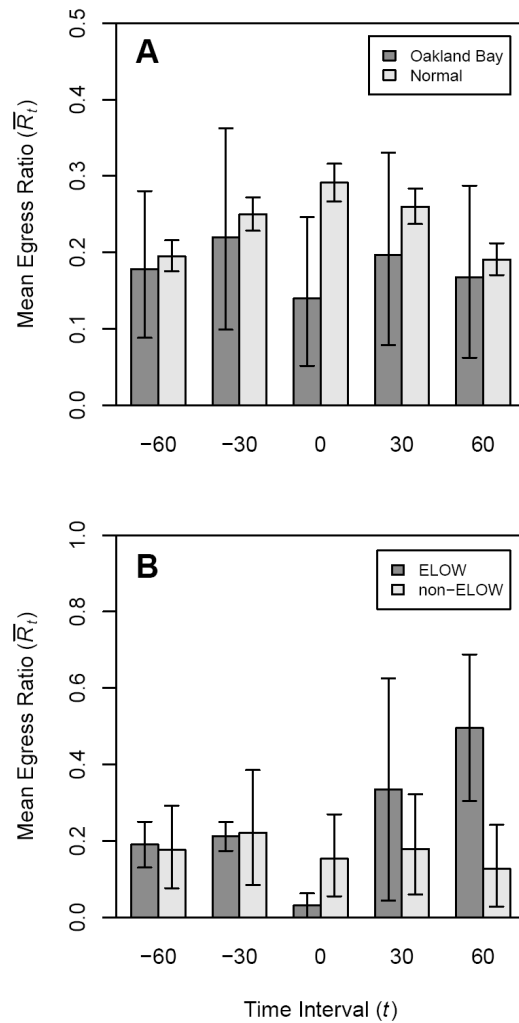 A
Oakland Bay
Normal
Mean Egress Ratio (R̅t)
0.5
0.4
0.3
0.2
0.1
0.0
−60 −30 0 30 60
B
ELOW
non−ELOW
Mean Egress Ratio (R̅t)
1.0
0.8
0.6
0.4
0.2
0.0
−60 −30 0 30 60
Time Interval (t)